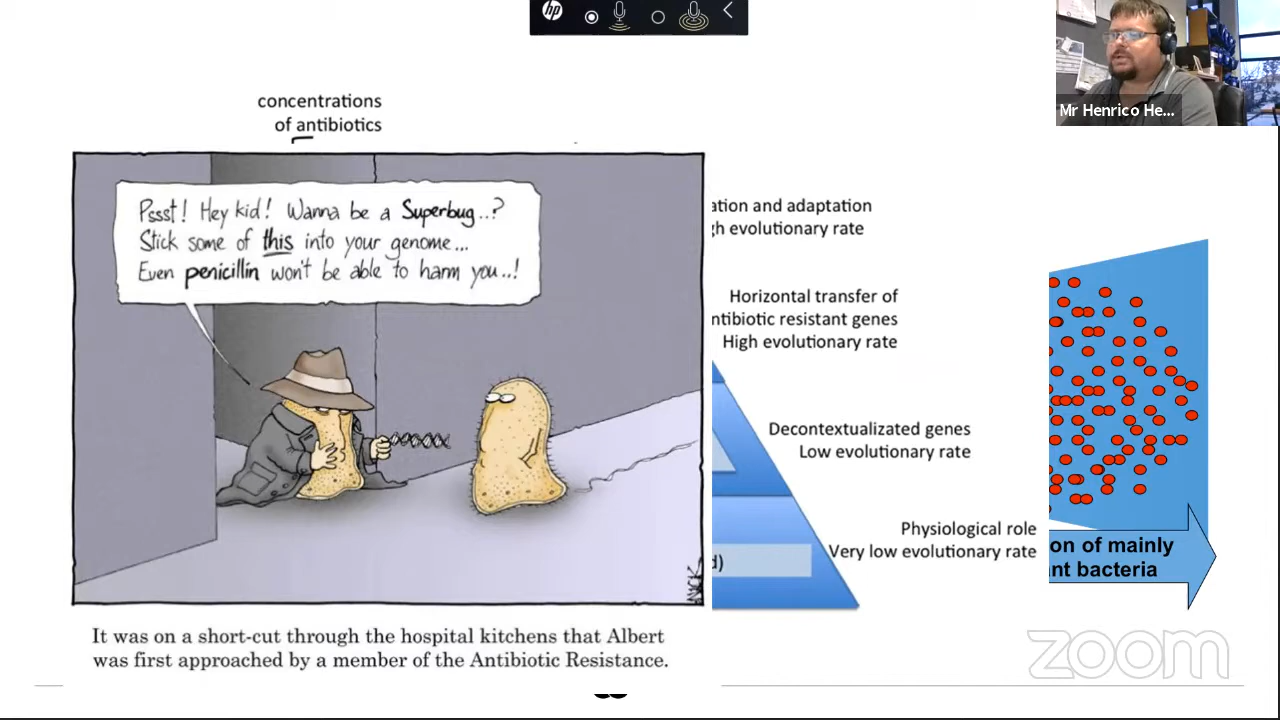 hp
Mr Henrico He...
concentrations
of antibiotics
Pssst! Hey kid! Wanna be a Superbug..?
Stick some of this into your genome...
Even penicillin won't be able to harm you..!
ation and adaptation
gh evolutionary rate
Horizontal transfer of
ntibiotic resistant genes
High evolutionary rate
Decontextualizated genes
Low evolutionary rate
Physiological role
Very low evolutionary rate
d)
on of mainly
nt bacteria
NICK
It was on a short-cut through the hospital kitchens that Albert
was first approached by a member of the Antibiotic Resistance.
zoom